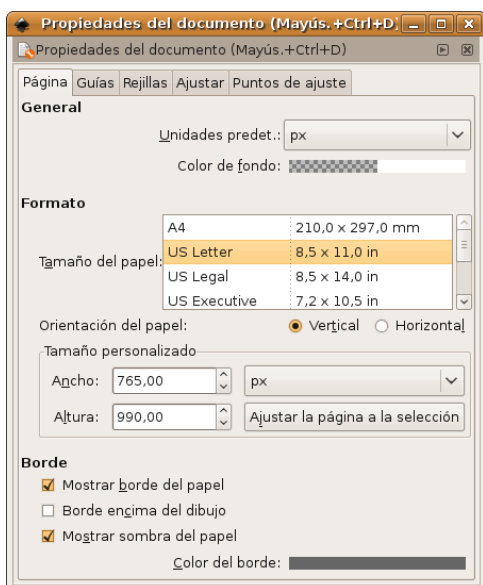 Propiedades del documento (Mayús.+Ctrl+D)
Propiedades del documento (Mayús.+Ctrl+D)
Página Guías Rejillas Ajustar Puntos de ajuste
General
Unidades predet.: px
Color de fondo:
Formato
Tamaño del papel:
A4 210,0 x 297,0 mm
US Letter 8,5 x 11,0 in
US Legal 8,5 x 14,0 in
US Executive 7,2 x 10,5 in
Orientación del papel: Vertical Horizontal
Tamaño personalizado
Ancho: 765,00 px
Altura: 990,00 Ajustar la página a la selección
Borde
Mostrar borde del papel
Borde encima del dibujo
Mostrar sombra del papel
Color del borde: